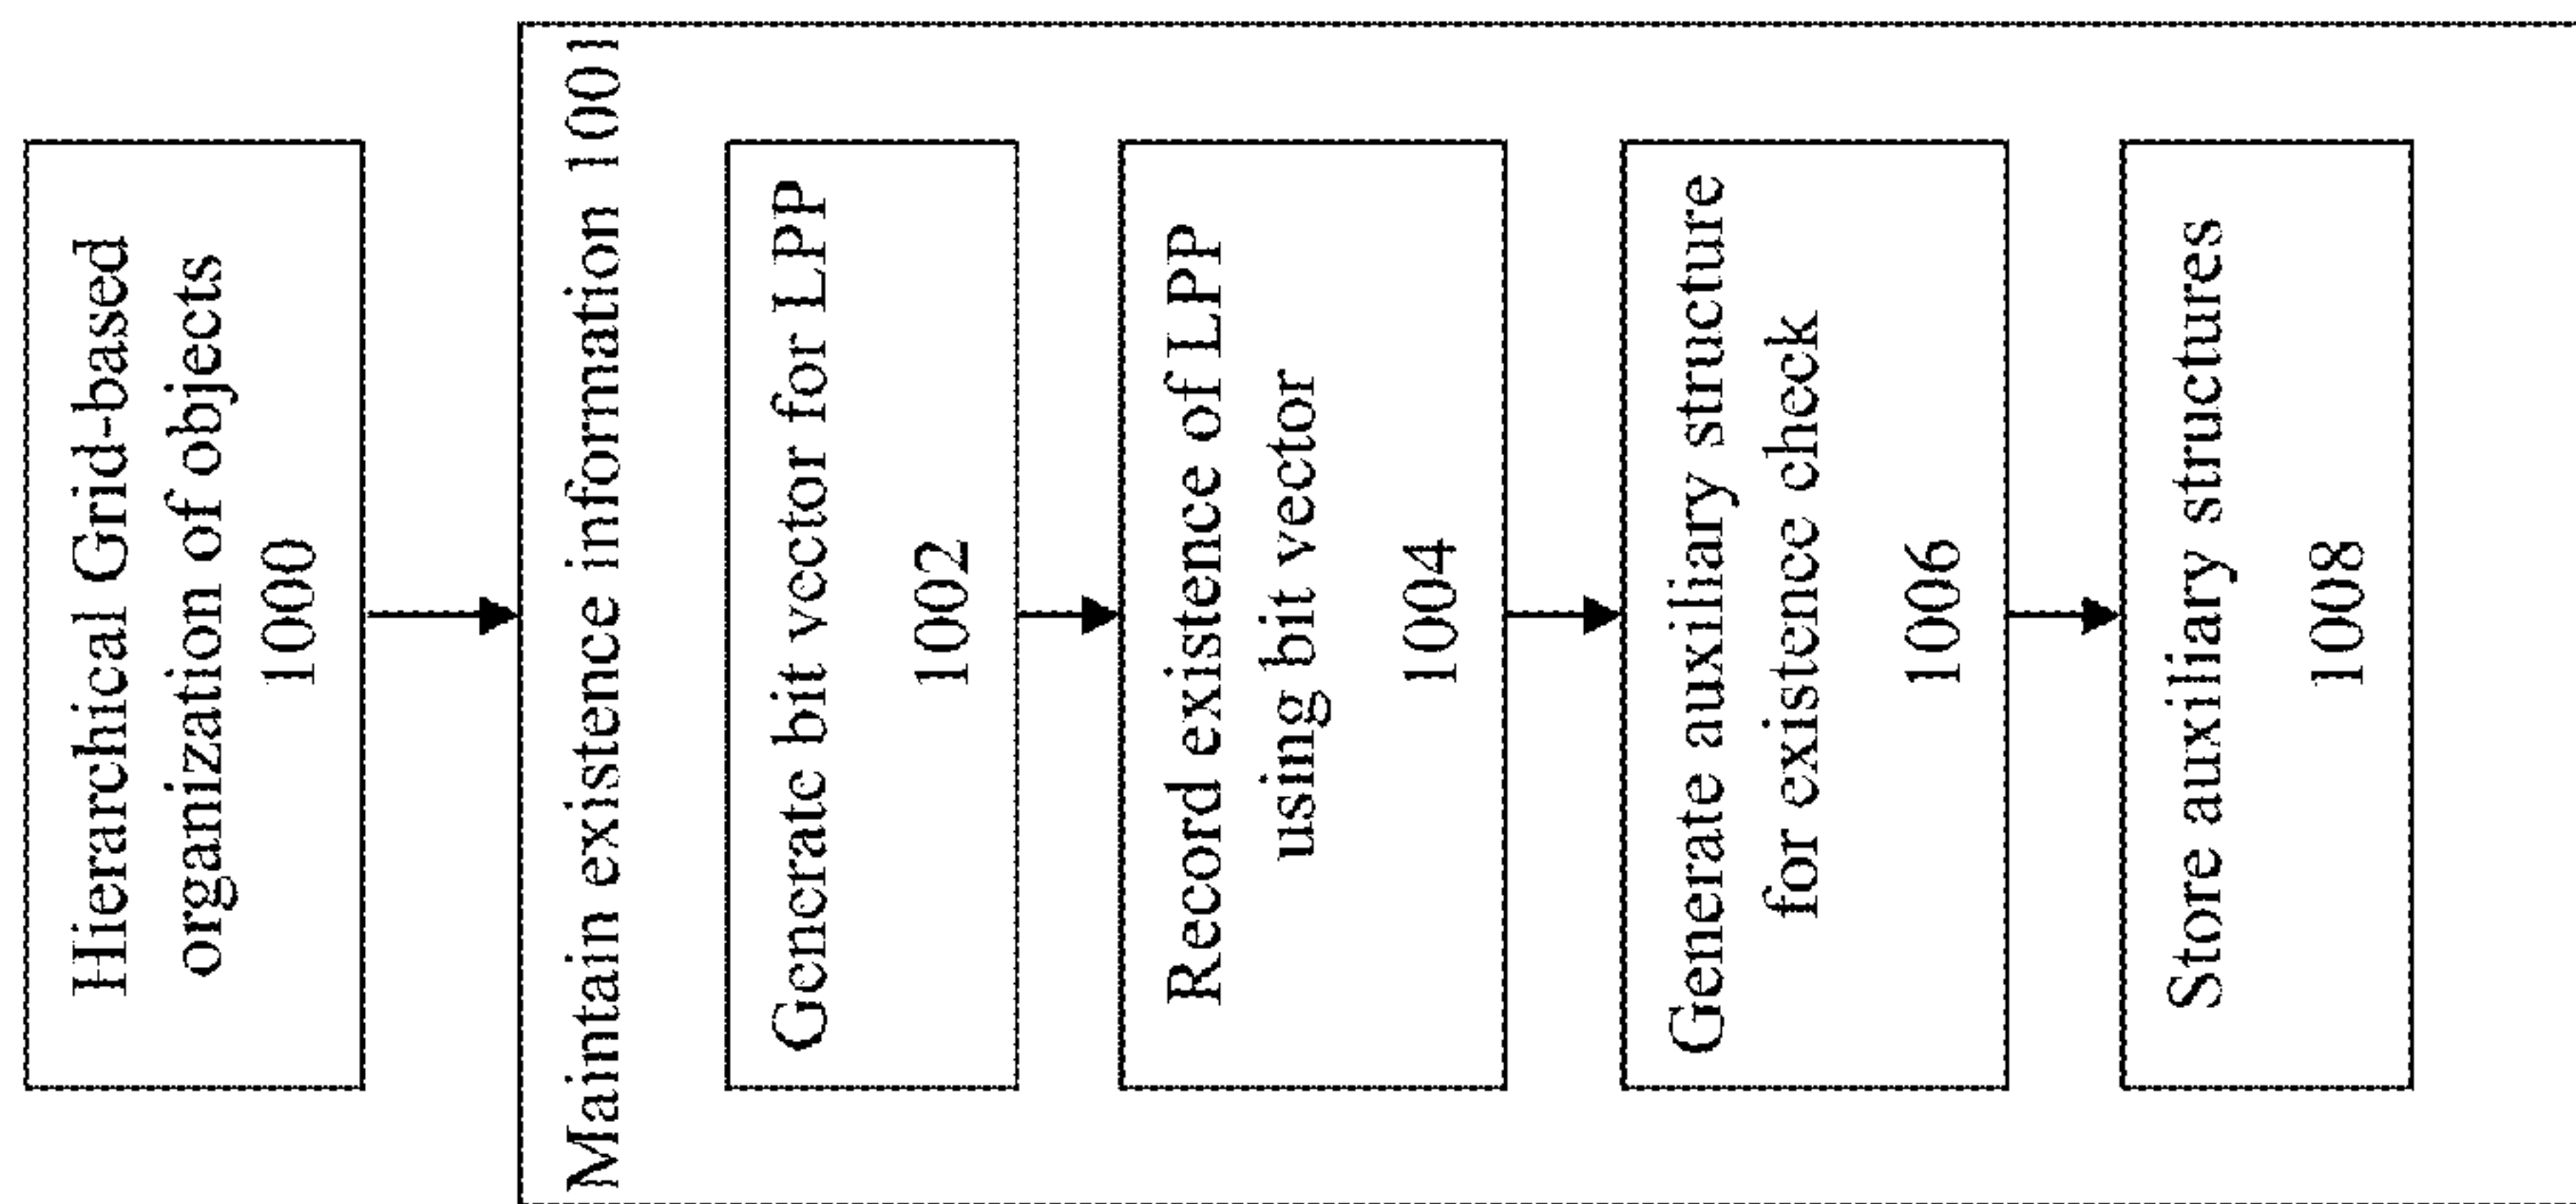 Hierarchical Grid-based
organization of objects
1000
Maintain existence information 1001
Generate bit vector for LPP
1002
Record existence of LPP
using bit vector
1004
Generate auxiliary structure
for existence check
1006
Store auxiliary structures
1008